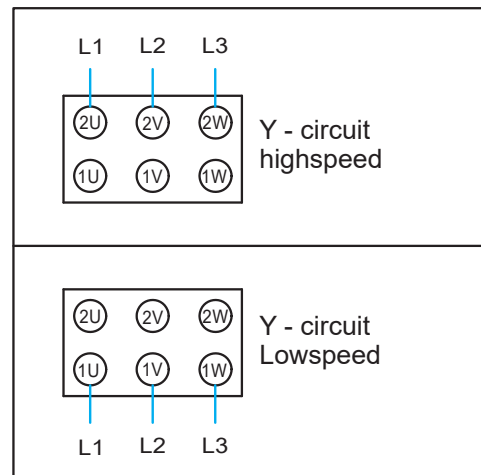 L1 L2 L3
2U 2V 2W
1U 1V 1W
Y - circuit
highspeed
2U 2V 2W
1U 1V 1W
Y - circuit
Lowspeed
L1 L2 L3